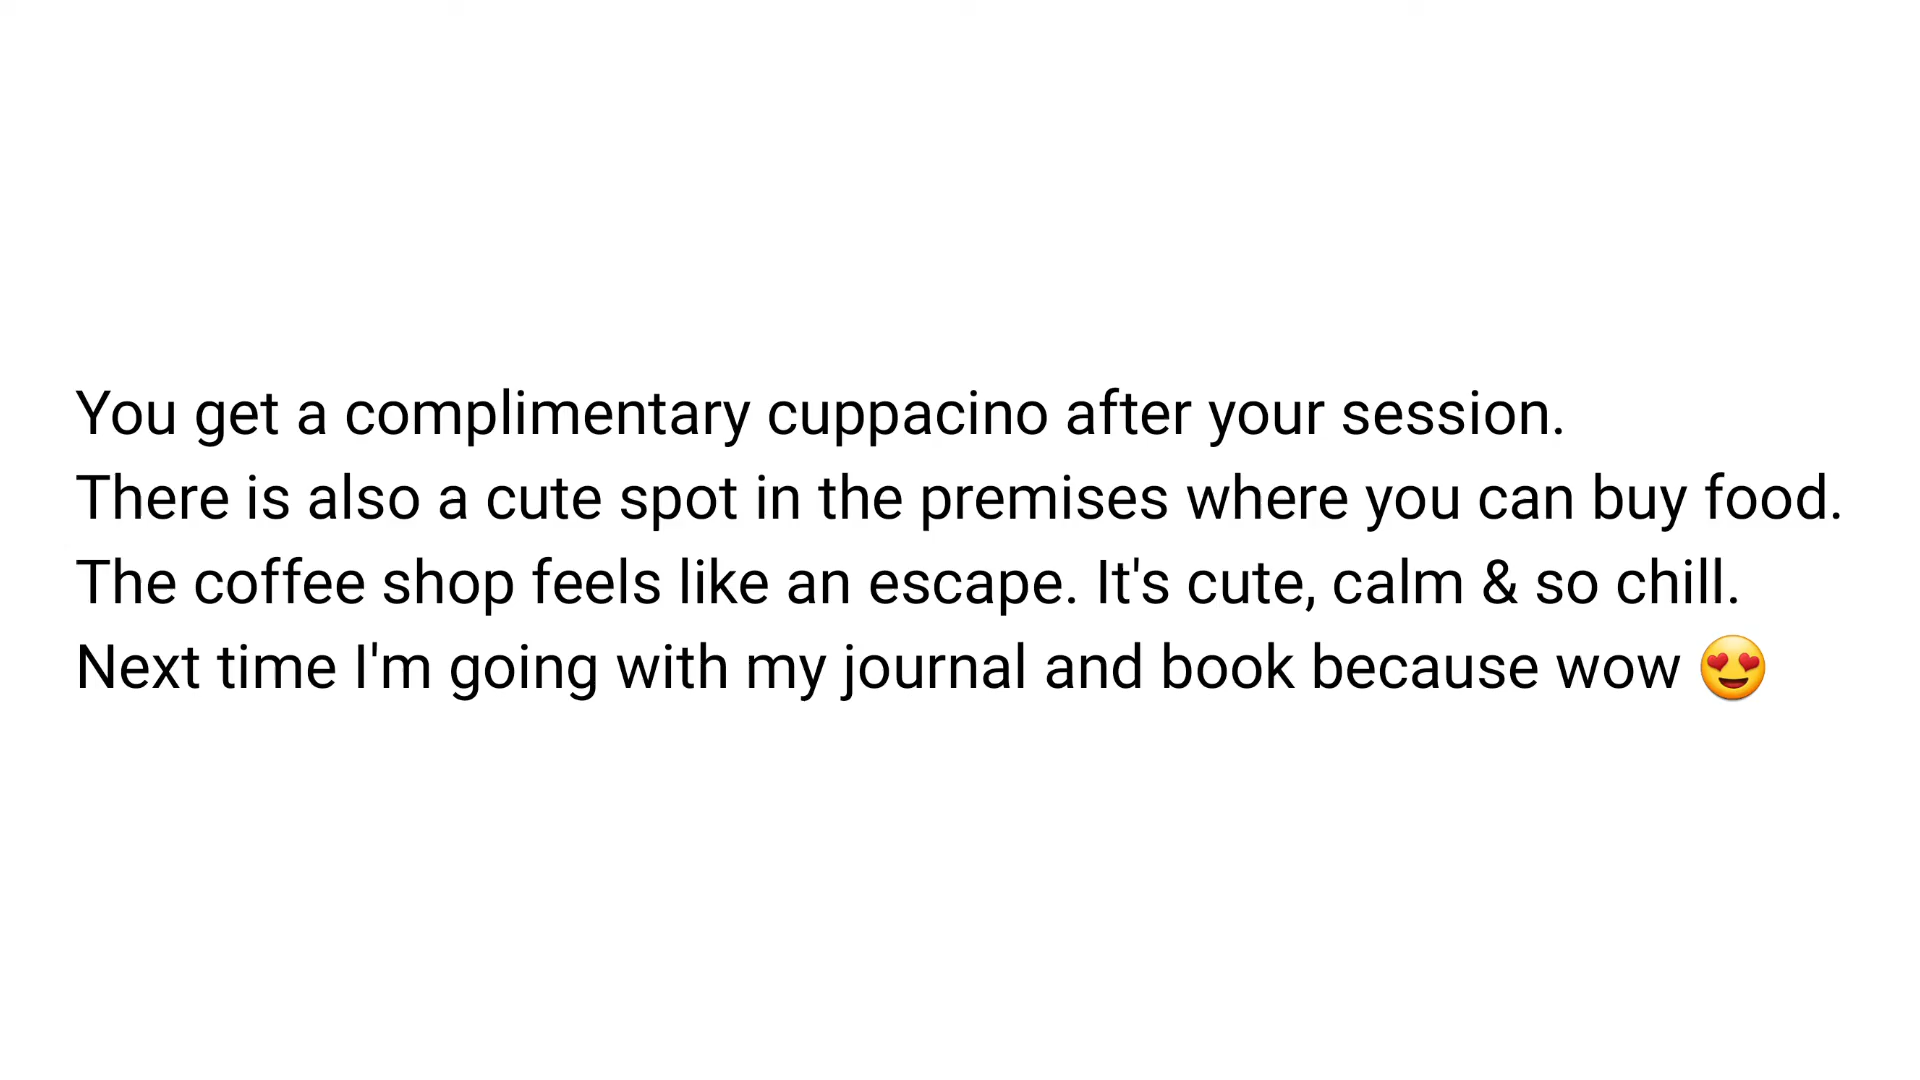 You get a complimentary cuppacino after your session.
There is also a cute spot in the premises where you can buy food.
The coffee shop feels like an escape. It's cute, calm & so chill.
Next time I'm going with my journal and book because wow 😍